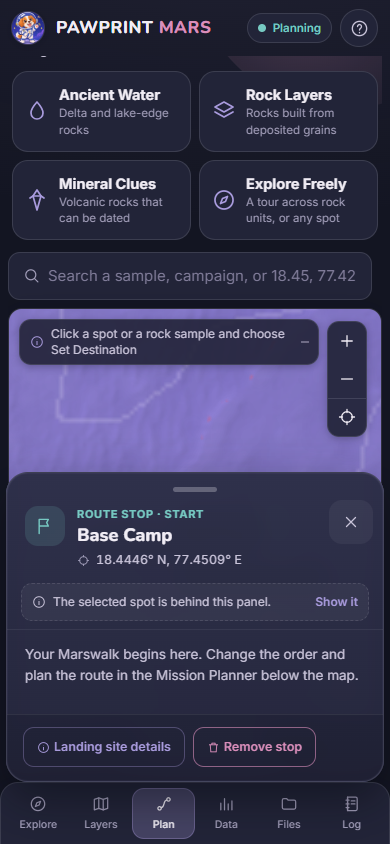 PAWPRINT MARS
Planning
Ancient Water
Delta and lake-edge
rocks
Rock Layers
Rocks built from
deposited grains
Mineral Clues
Volcanic rocks that
can be dated
Explore Freely
A tour across rock
units, or any spot
Search a sample, campaign, or 18.45, 77.42
Click a spot or a rock sample and choose
Set Destination
ROUTE STOP · START
Base Camp
18.4446° N, 77.4509° E
The selected spot is behind this panel.
Show it
Your Marswalk begins here. Change the order and
plan the route in the Mission Planner below the map.
Landing site details
Remove stop
Explore
Layers
Plan
Data
Files
Log